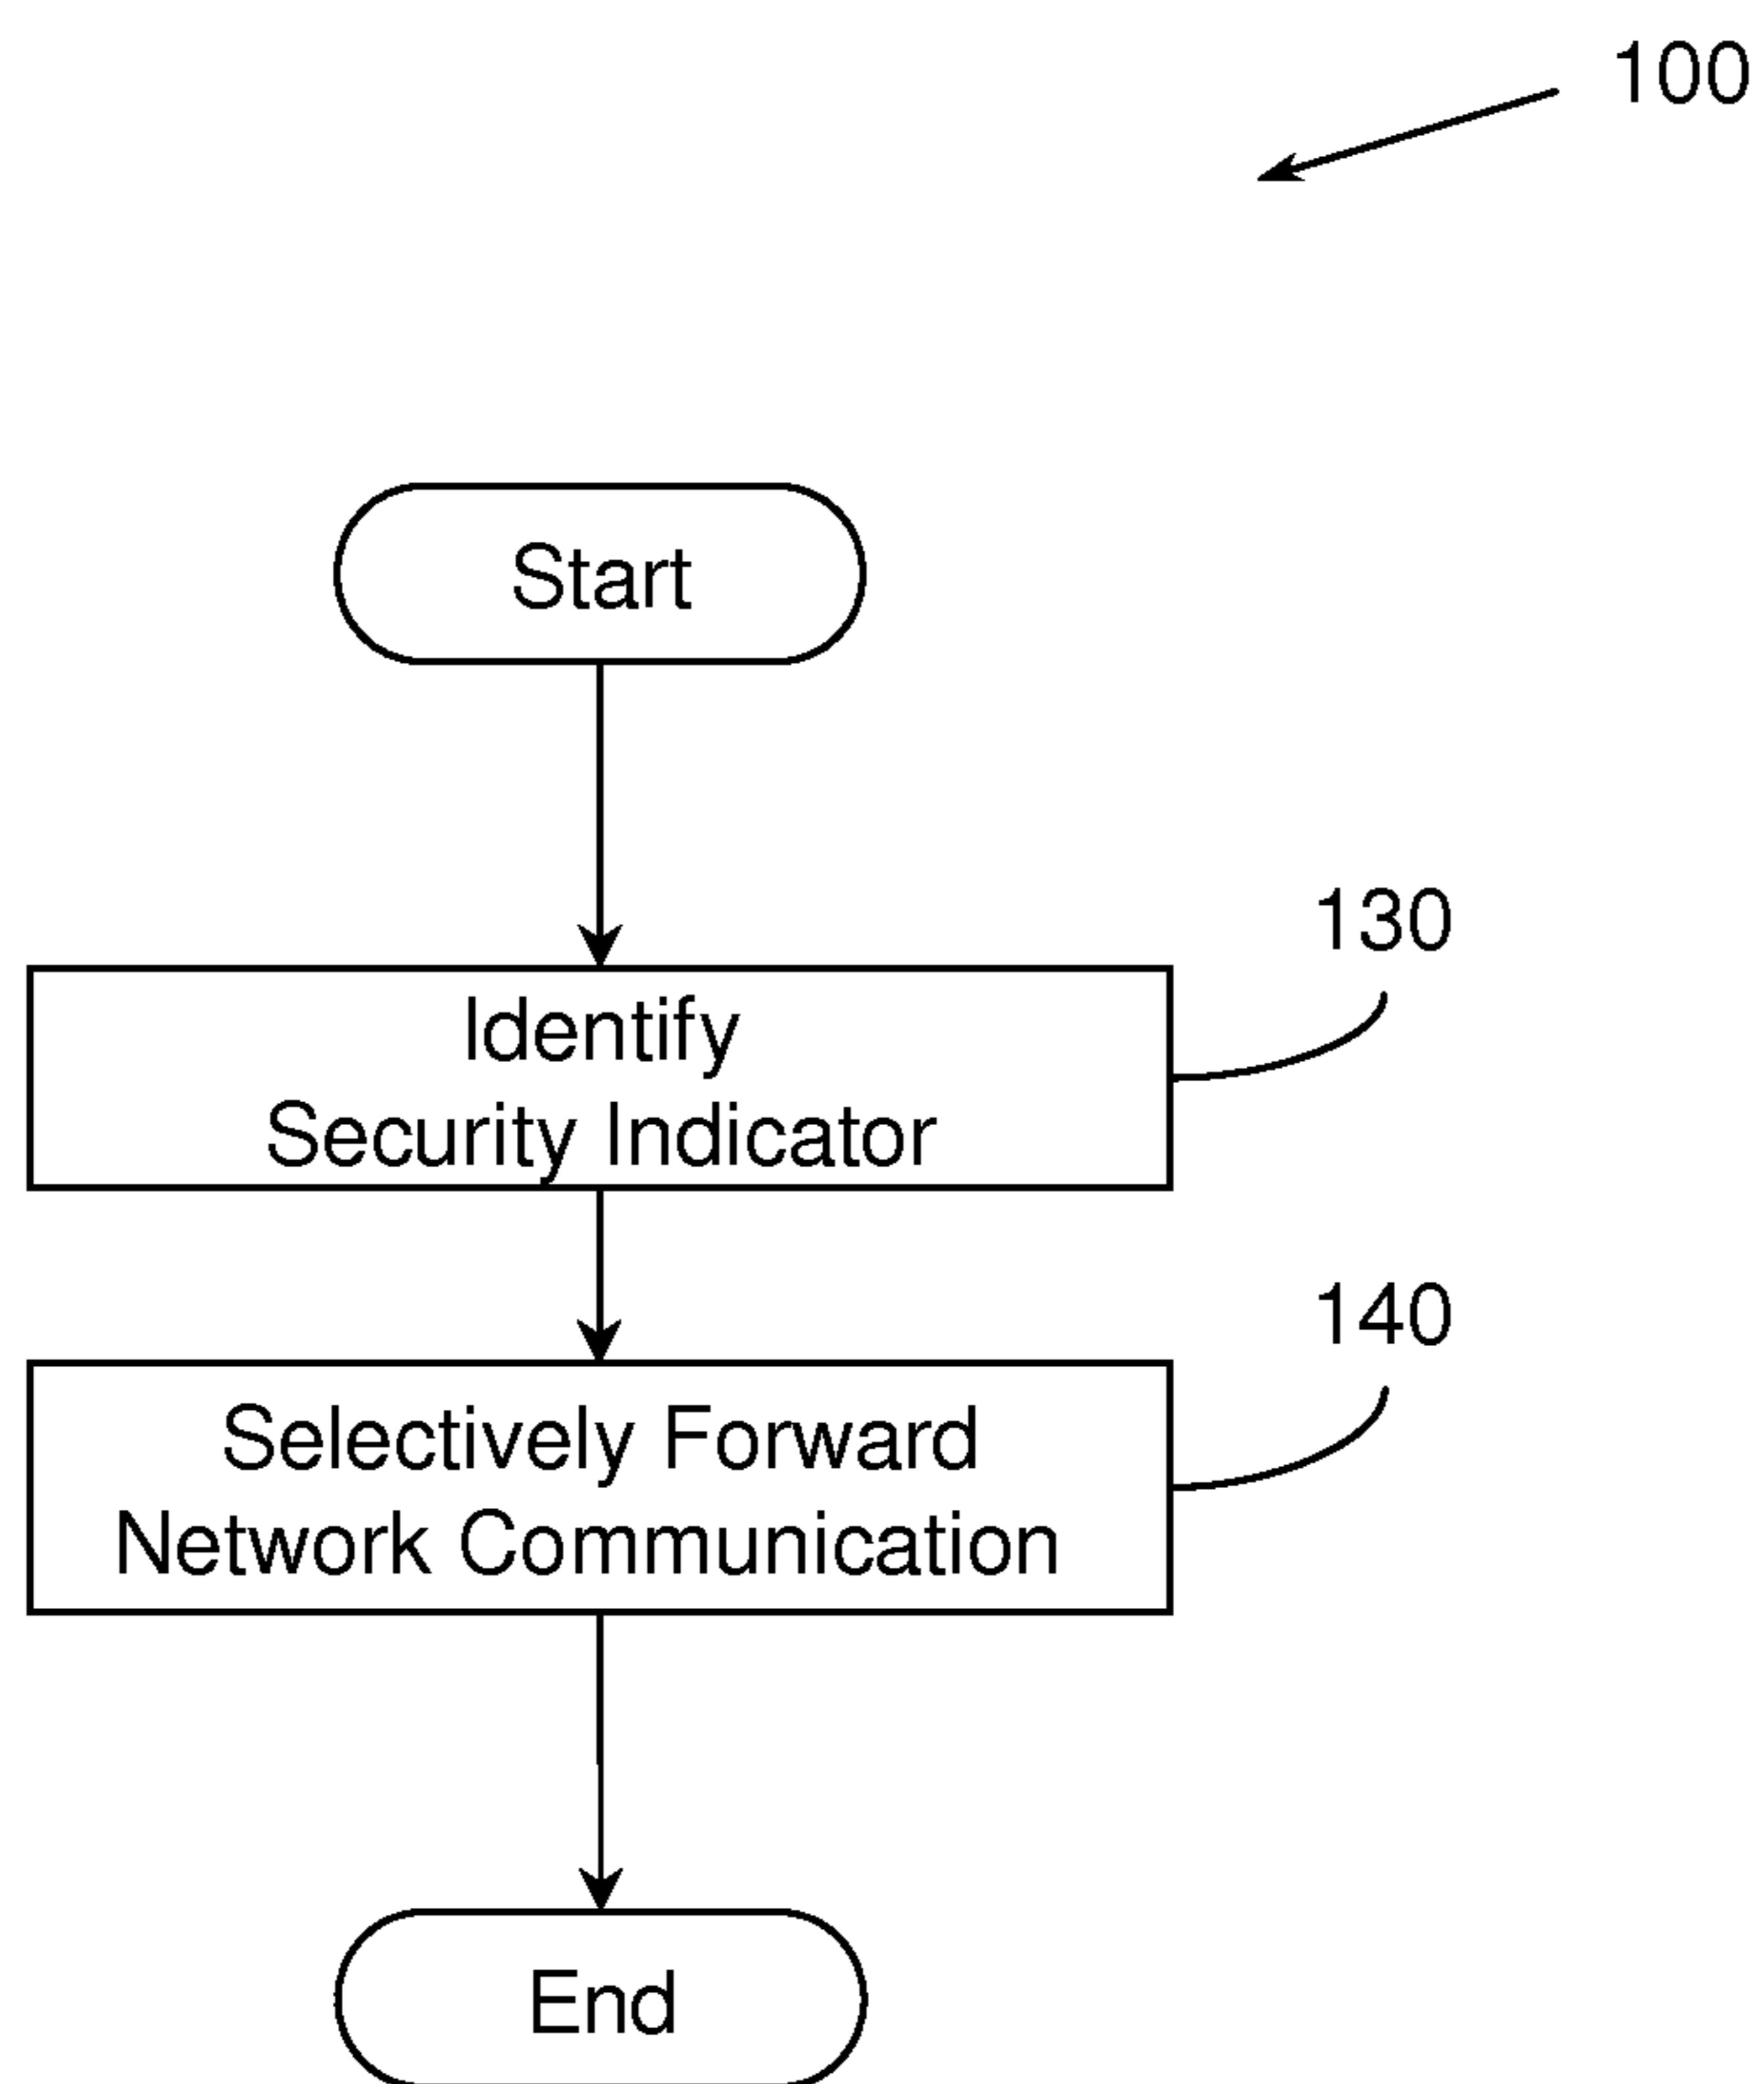 100
Start
130
Identify
Security Indicator
140
Selectively Forward
Network Communication
End